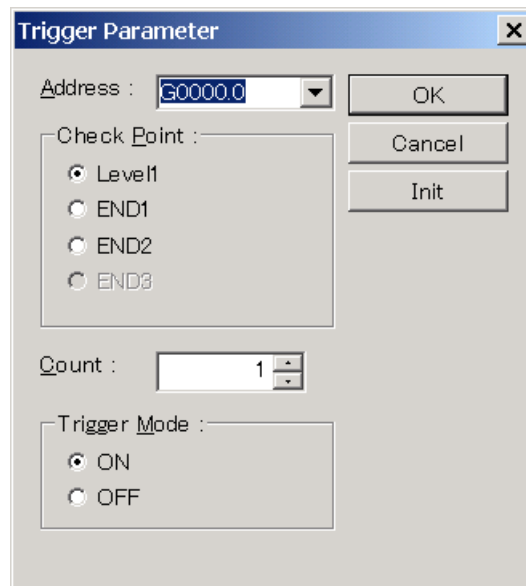 Trigger Parameter
Address : G0000.0
OK
Check Point :
Cancel
Level1
Init
END1
END2
END3
Count : 1
Trigger Mode :
ON
OFF